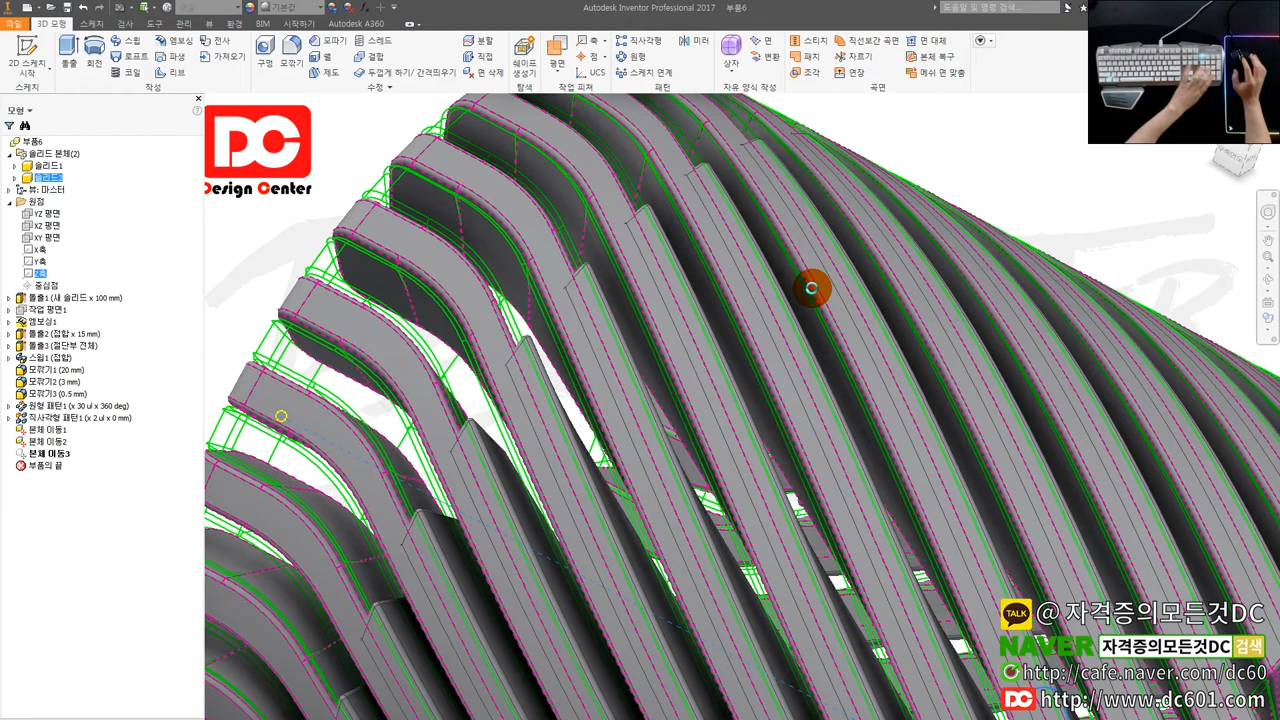 기본값
Autodesk Inventor Professional 2017 부품6
도움말 및 명령 검색...
파일 3D 모형 스케치 검사 도구 관리 뷰 환경 BIM 시작하기 Autodesk A360
2D 스케치 시작
돌출
회전
스윕
로프트
코일
엠보싱
파생
리브
전사
가져오기
구멍
모깎기
모따기
쉘
제도
스레드
결합
분할
직접
면 삭제
쉐이프 생성기
평면
축
점
UCS
직사각형
원형
스케치 연계
미러
상자
면
변환
스티치
패치
조각
직선보간 곡면
자르기
연장
면 대체
본체 복구
메쉬 면 맞춤
스케치
작성
수정
탐색
작업 피쳐
패턴
자유 양식 작성
곡면
모형
부품6
솔리드 본체(2)
솔리드1
솔리드2
뷰: 마스터
원점
YZ 평면
XZ 평면
XY 평면
X축
Y축
Z축
중심점
돌출1 (새 솔리드 x 100 mm)
작업 평면1
엠보싱1
돌출2 (접합 x 15 mm)
돌출3 (절단부 전체)
스윕1 (접합)
모깎기1 (20 mm)
모깎기2 (3 mm)
모깎기3 (0.5 mm)
원형 패턴1 (x 30 ul x 360 deg)
직사각형 패턴1 (x 2 ul x 0 mm)
본체 이동1
본체 이동2
본체 이동3
부품의 끝
DC
Design Center
TALK @ 자격증의모든것DC
NAVER 자격증의모든것DC 검색
http://cafe.naver.com/dc60
DC http://www.dc601.com